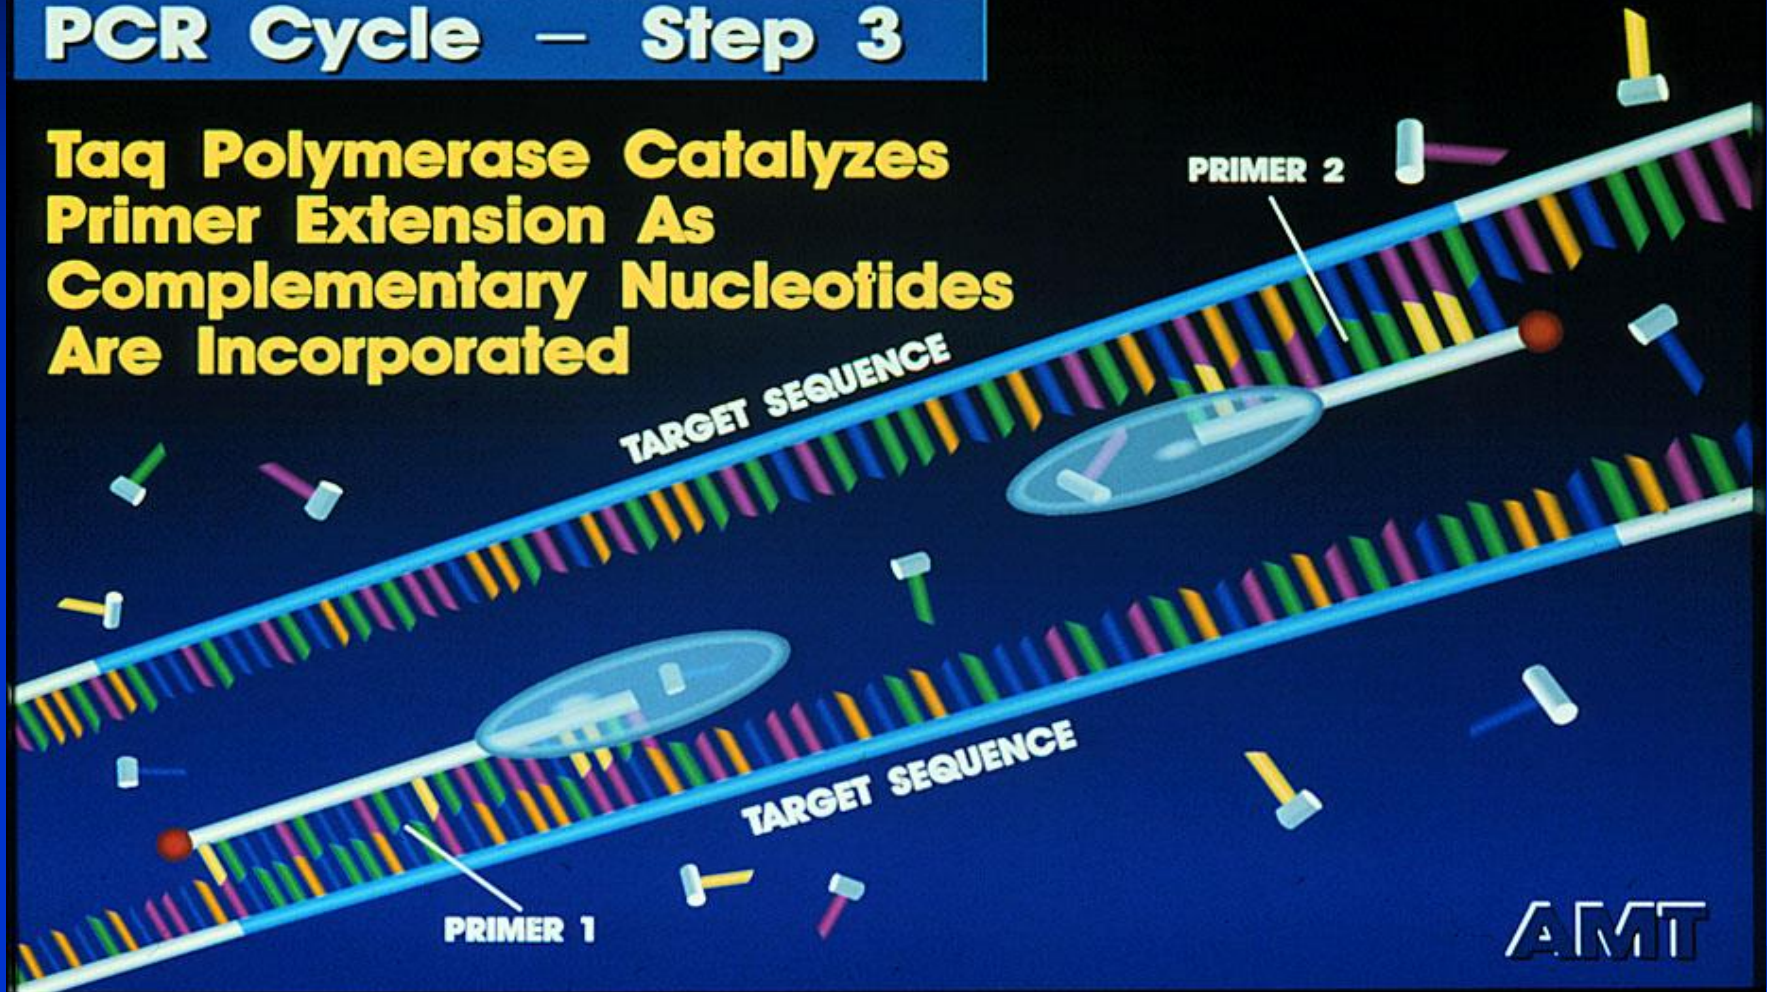 PCR Cycle – Step 3
Taq Polymerase Catalyzes
Primer Extension As
Complementary Nucleotides
Are Incorporated
PRIMER 2
TARGET SEQUENCE
TARGET SEQUENCE
PRIMER 1
AMT